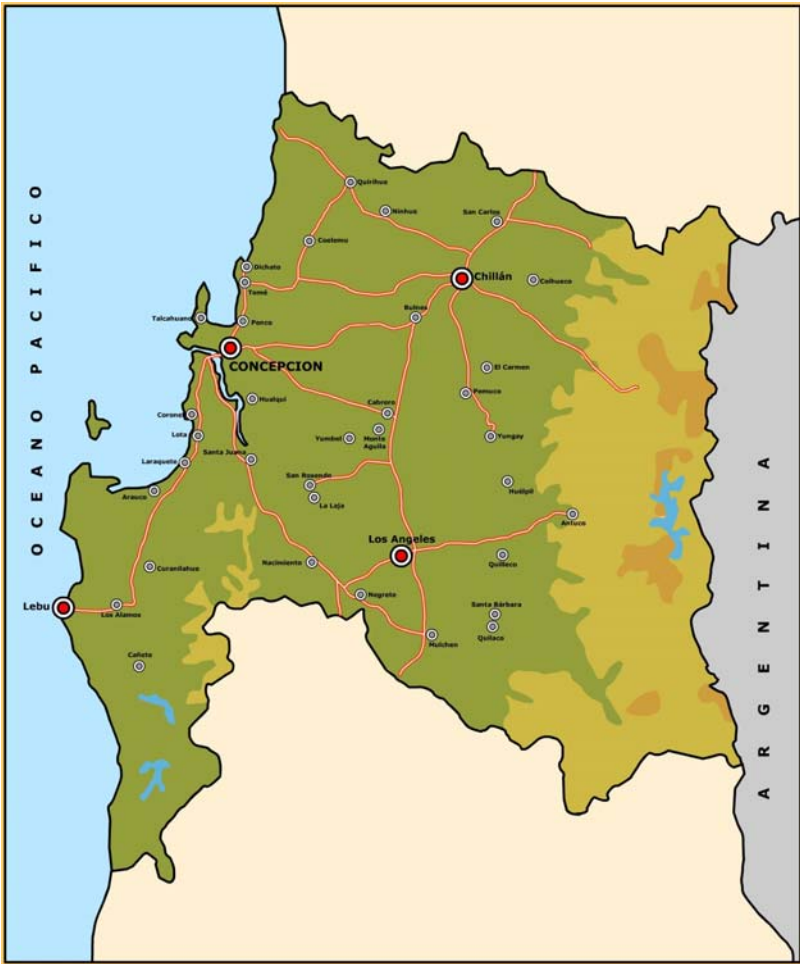 OCEANO PACIFICO
ARGENTINA
Quirihue
Ninhue
San Carlos
Coelemu
Dichato
Tomé
Chillán
Coihueco
Talcahuano
Penco
Bulnes
CONCEPCION
El Carmen
Pemuco
Hualqui
Coronel
Cabrero
Lota
Yumbel
Monte
Aguila
Yungay
Laraquete
Santa Juana
San Rosendo
Arauco
La Laja
Huépil
Antuco
Los Angeles
Quilleco
Curanilahue
Nacimiento
Negrete
Lebu
Los Alamos
Santa Bárbara
Quilaco
Mulchen
Cañete